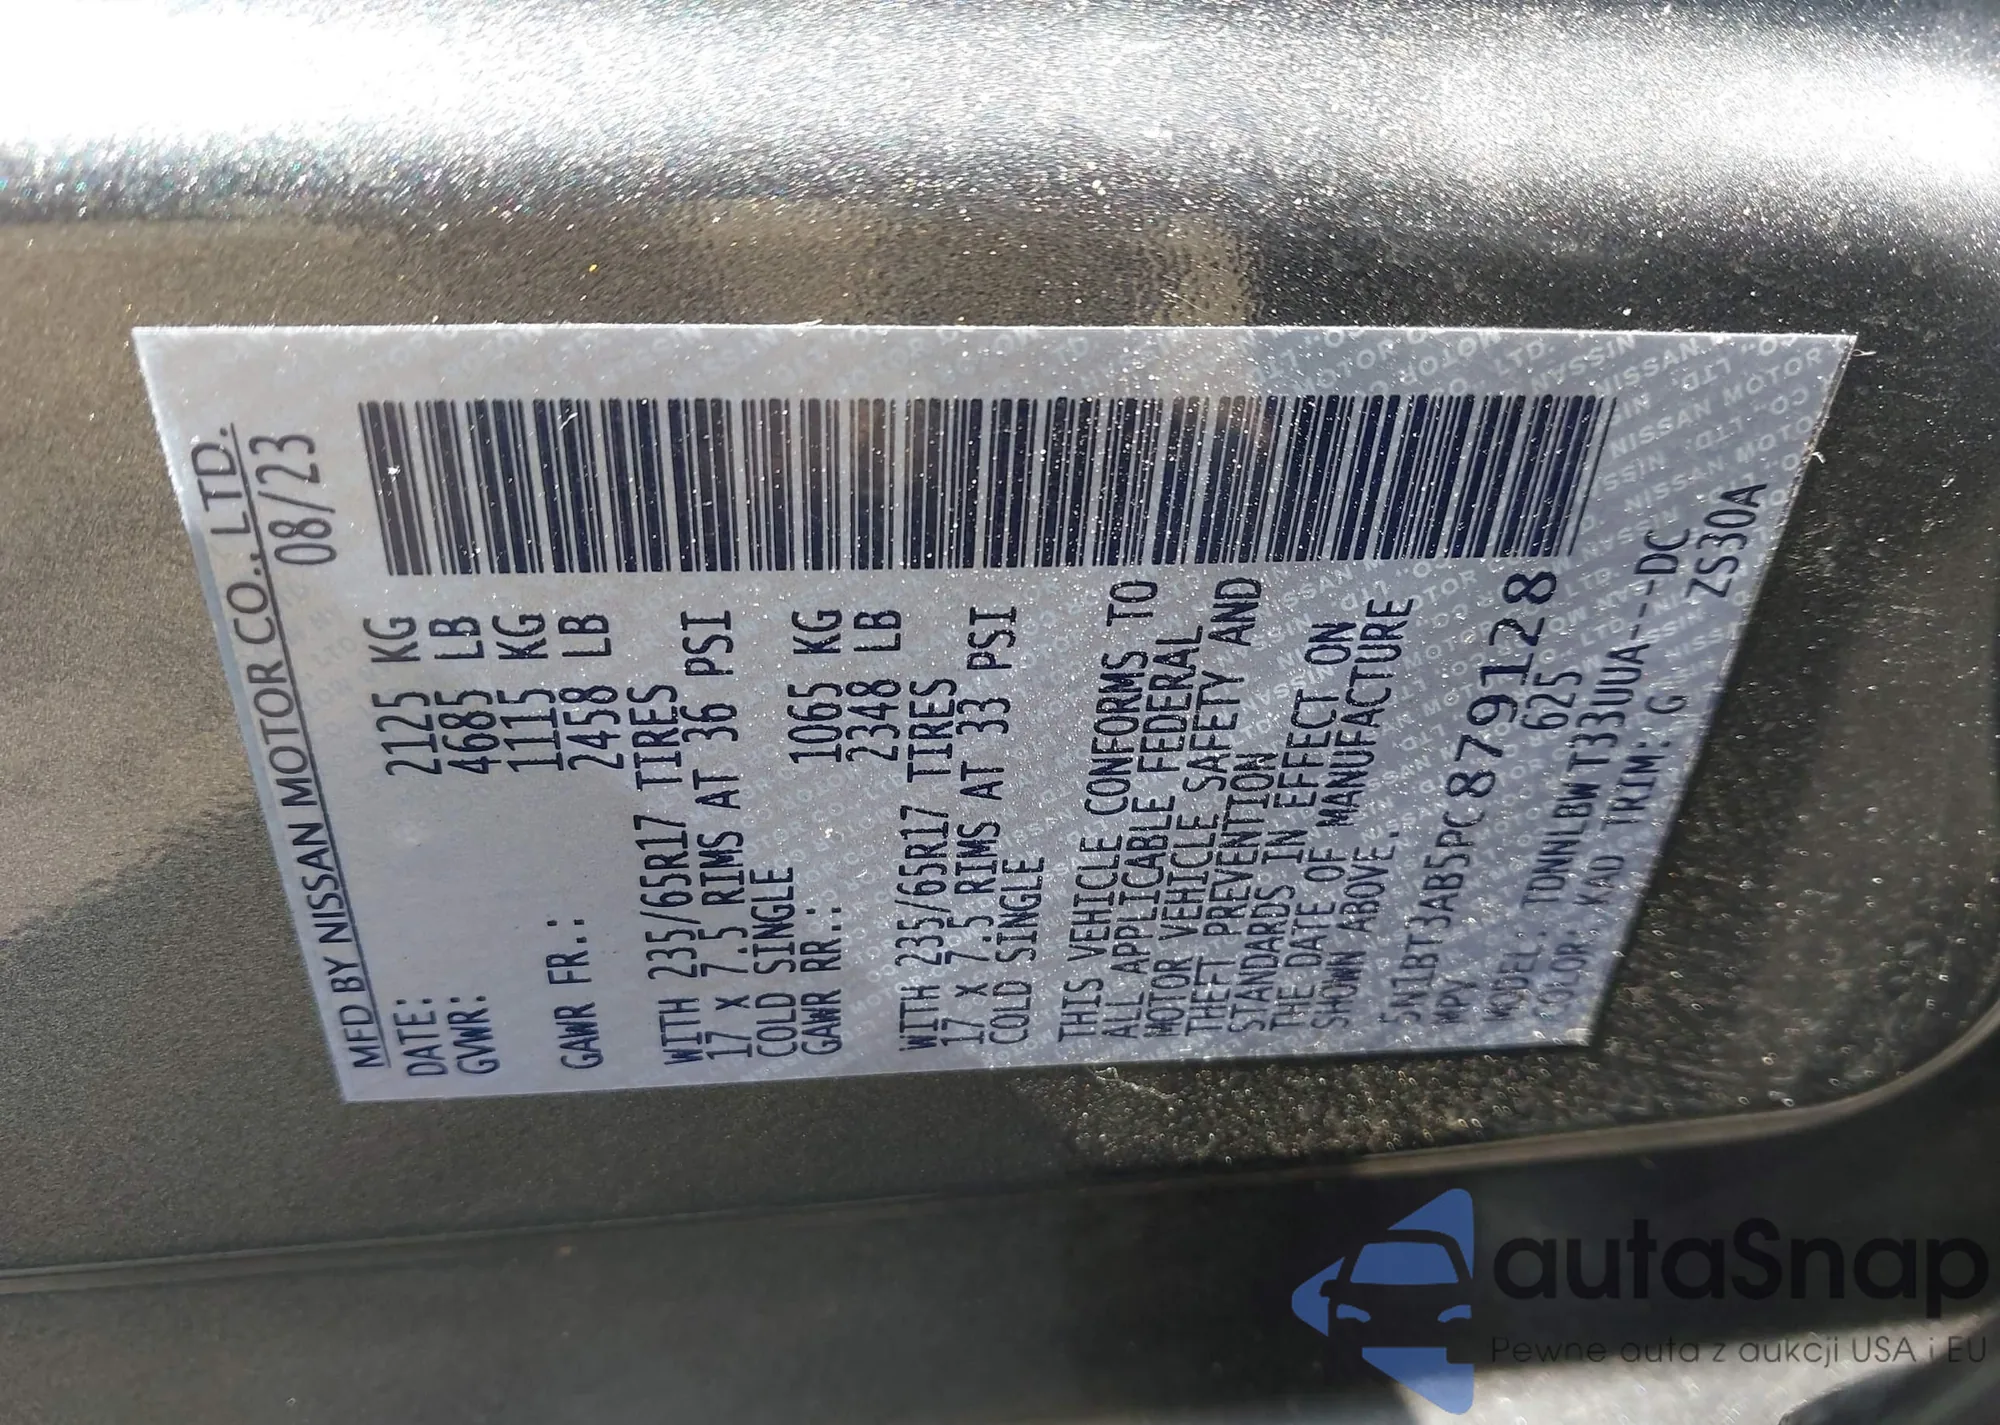 MFD BY NISSAN MOTOR CO., LTD.
DATE: 08/23
GVWR: 2125 KG
4685 LB
GAWR FR.: 1115 KG
2458 LB
WITH 235/65R17 TIRES
17 X 7.5 RIMS AT 36 PSI
COLD SINGLE
GAWR RR.: 1065 KG
2348 LB
WITH 235/65R17 TIRES
17 X 7.5 RIMS AT 33 PSI
COLD SINGLE
THIS VEHICLE CONFORMS TO
ALL APPLICABLE FEDERAL
MOTOR VEHICLE SAFETY AND
THEFT PREVENTION
STANDARDS IN EFFECT ON
THE DATE OF MANUFACTURE
SHOWN ABOVE.
5N1BT3AB5PC879128
MPV 625
MODEL: TDNNLBWT33UUA---DC
COLOR: KAD TRIM: G ZS30A
autaSnap
Pewne auta z aukcji USA i EU